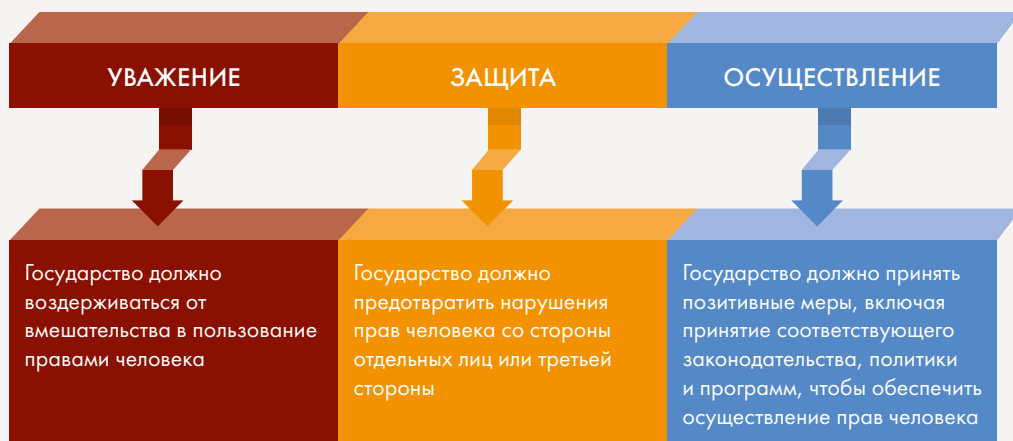 УВАЖЕНИЕ
ЗАЩИТА
ОСУЩЕСТВЛЕНИЕ
Государство должно
воздерживаться от
вмешательства в пользование
правами человека
Государство должно
предотвратить нарушения
прав человека со стороны
отдельных лиц или третьей
стороны
Государство должно принять
позитивные меры, включая
принятие соответствующего
законодательства, политики
и программ, чтобы обеспечить
осуществление прав человека